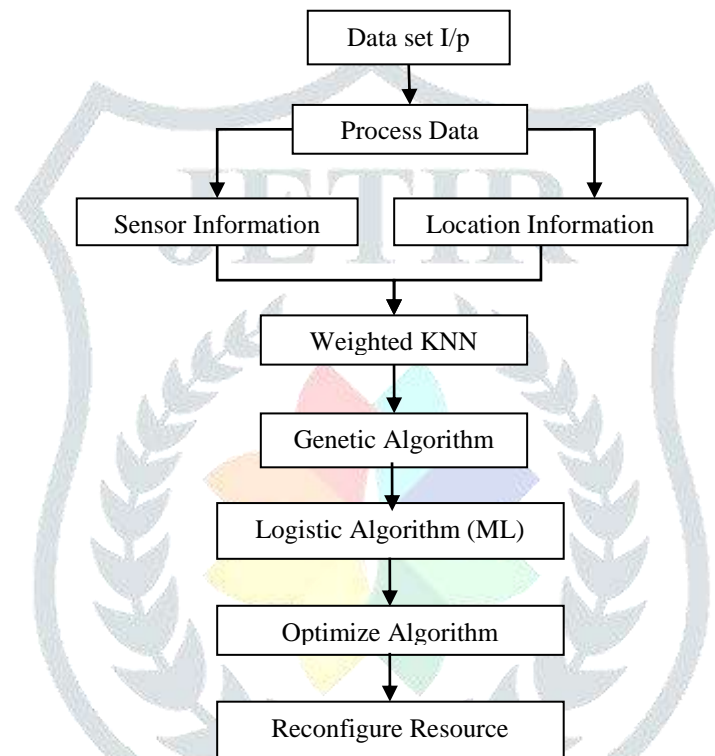 Data set I/p
Process Data
JETIR
Sensor Information
Location Information
Weighted KNN
Genetic Algorithm
Logistic Algorithm (ML)
Optimize Algorithm
Reconfigure Resource